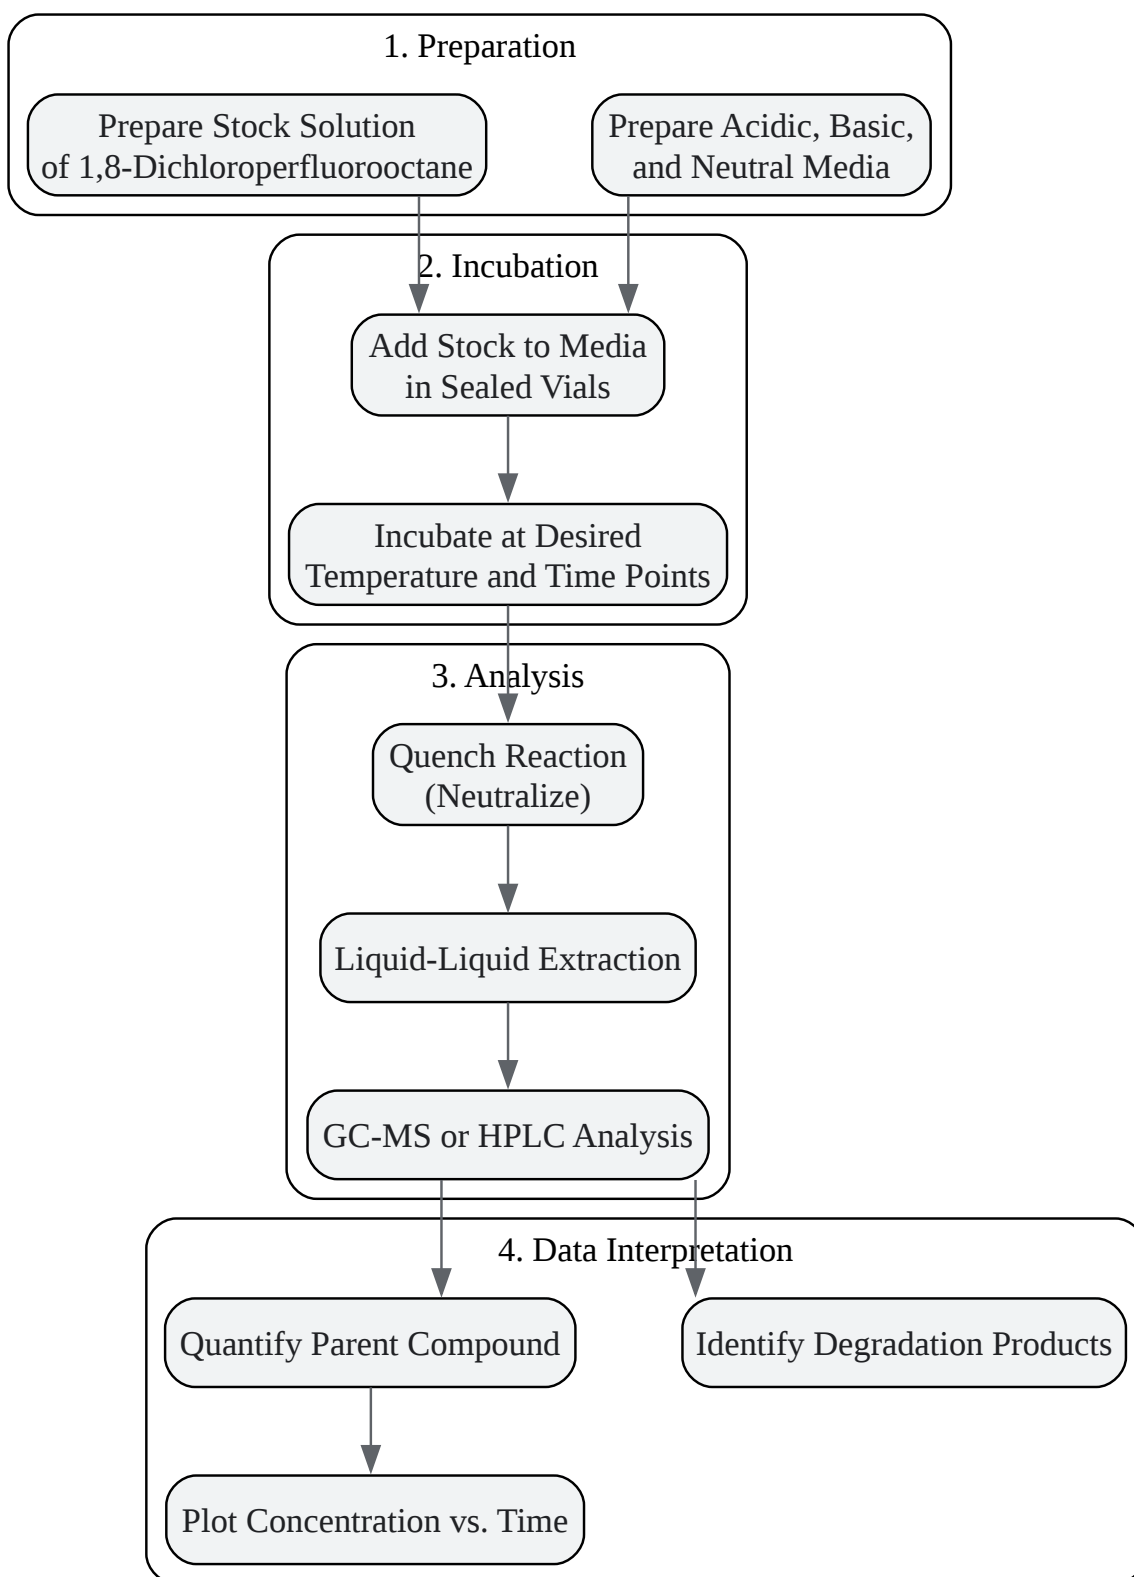 1. Preparation
Prepare Stock Solution
of 1,8-Dichloroperfluorooctane
Prepare Acidic, Basic,
and Neutral Media
2. Incubation
Add Stock to Media
in Sealed Vials
Incubate at Desired
Temperature and Time Points
3. Analysis
Quench Reaction
(Neutralize)
Liquid-Liquid Extraction
GC-MS or HPLC Analysis
4. Data Interpretation
Quantify Parent Compound
Identify Degradation Products
Plot Concentration vs. Time